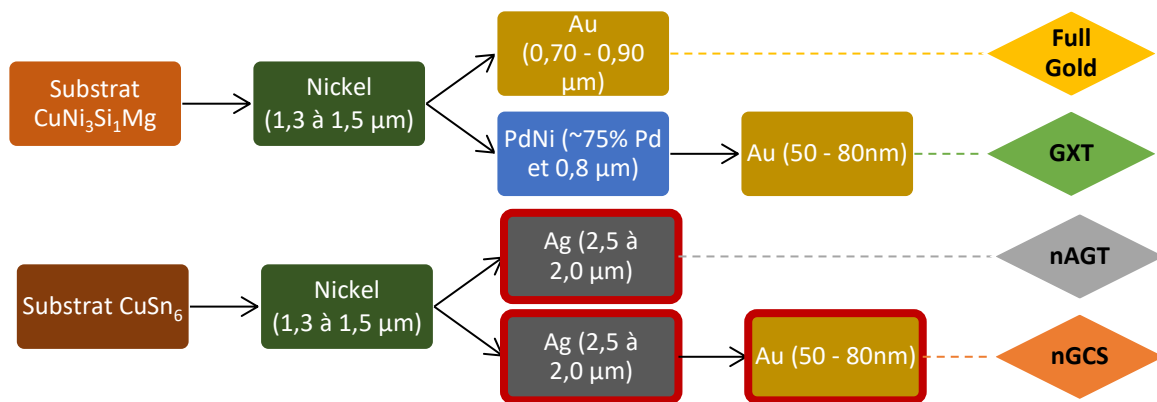 Au
(0,70 - 0,90
µm)
Full
Gold
Substrat
CuNi₃Si₁Mg
Nickel
(1,3 à 1,5 µm)
PdNi (~75% Pd
et 0,8 µm)
Au (50 - 80nm)
GXT
Ag (2,5 à
2,0 µm)
nAGT
Substrat CuSn₆
Nickel
(1,3 à 1,5 µm)
Ag (2,5 à
2,0 µm)
Au (50 - 80nm)
nGCS